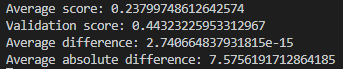 Average score: 0.23799748612642574
Validation score: 0.44323225953312967
Average difference: 2.740664837931815e-15
Average absolute difference: 7.5756191712864185